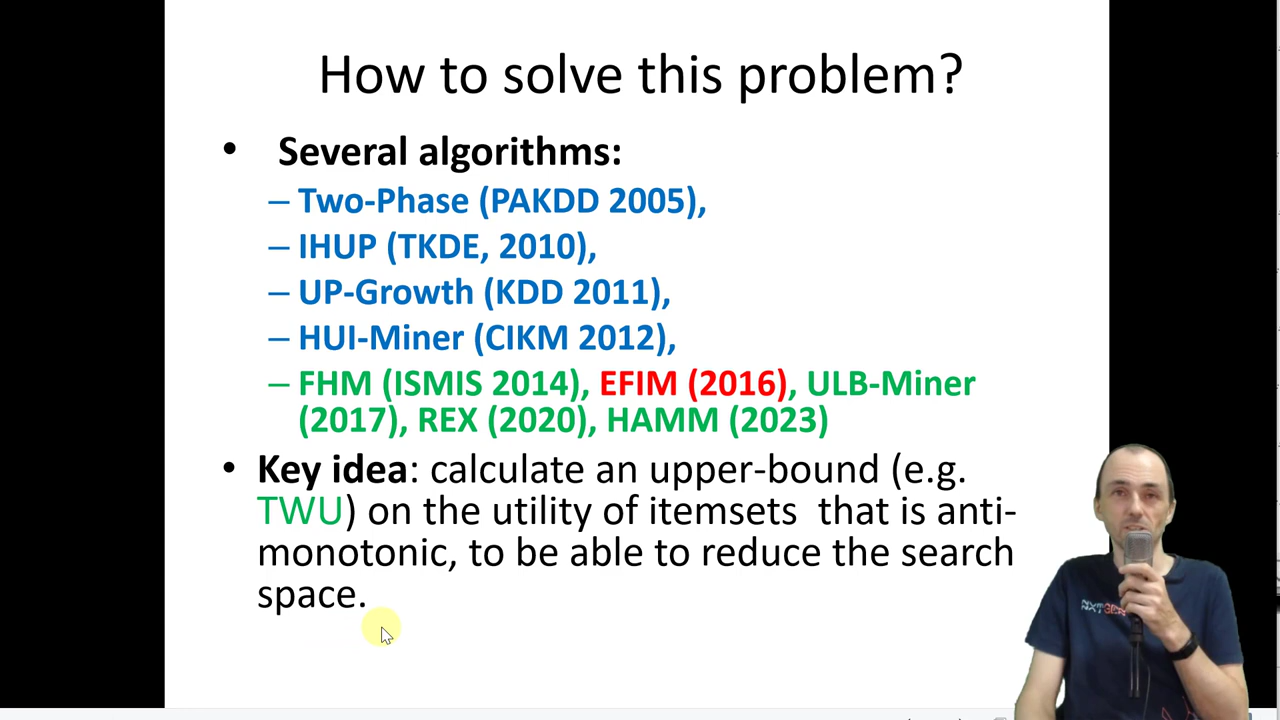 How to solve this problem?
• Several algorithms:
– Two-Phase (PAKDD 2005),
– IHUP (TKDE, 2010),
– UP-Growth (KDD 2011),
– HUI-Miner (CIKM 2012),
– FHM (ISMIS 2014), EFIM (2016), ULB-Miner
(2017), REX (2020), HAMM (2023)
• Key idea: calculate an upper-bound (e.g.
TWU) on the utility of itemsets that is anti-
monotonic, to be able to reduce the search
space.